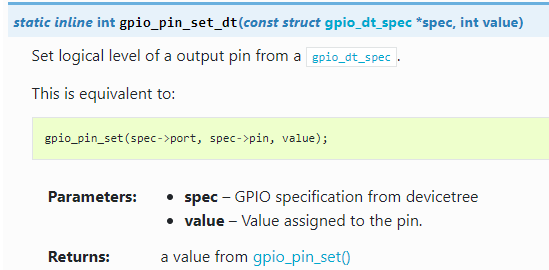 static inline int gpio_pin_set_dt(const struct gpio_dt_spec *spec, int value)
Set logical level of a output pin from a gpio_dt_spec .
This is equivalent to:
gpio_pin_set(spec->port, spec->pin, value);
Parameters: • spec – GPIO specification from devicetree
• value – Value assigned to the pin.
Returns: a value from gpio_pin_set()